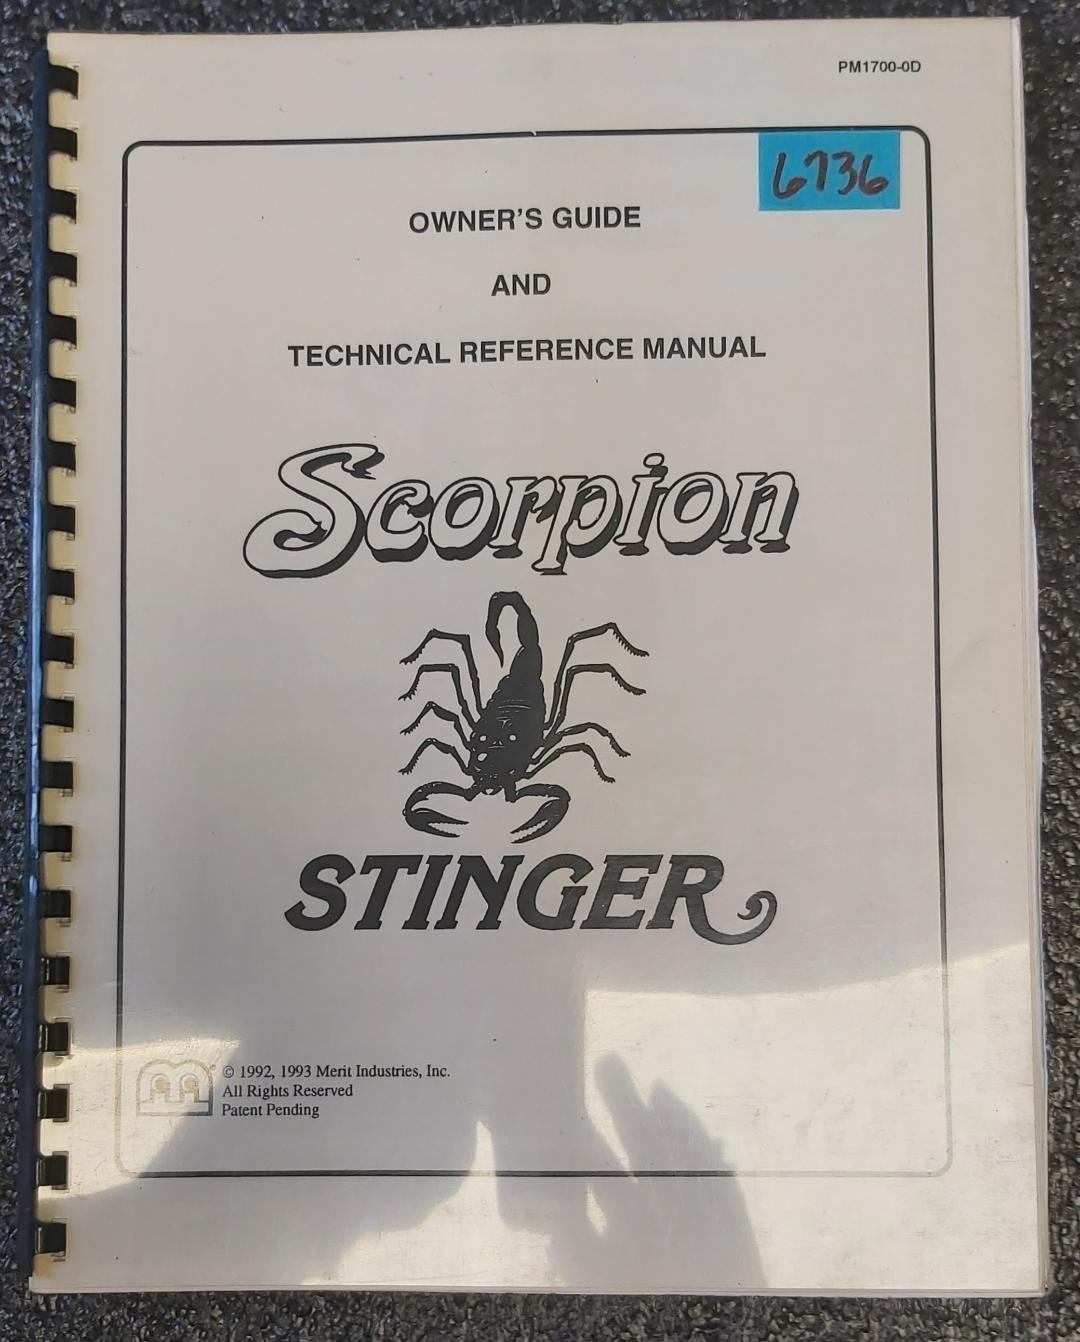 PM1700-0D
6736
OWNER'S GUIDE
AND
TECHNICAL REFERENCE MANUAL
Scorpion
STINGER
© 1992, 1993 Merit Industries, Inc.
All Rights Reserved
Patent Pending